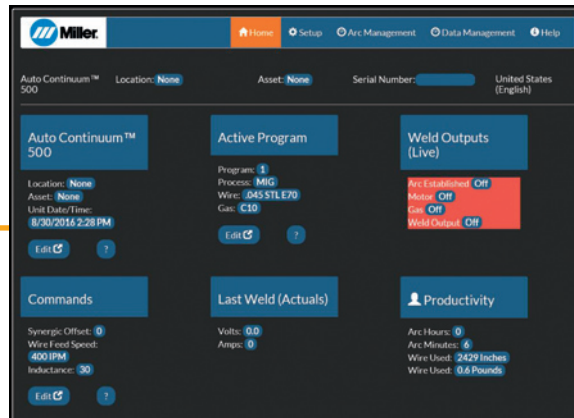 Miller.
Home Setup Arc Management Data Management Help
Auto Continuum™ 500
Location: None
Asset: None
Serial Number:
United States (English)
Auto Continuum™
500
Location: None
Asset: None
Unit Date/Time:
8/30/2016 2:28 PM
Edit ?
Active Program
Program: 1
Process: MIG
Wire: .045 STL E70
Gas: C10
Edit ?
Weld Outputs
(Live)
Arc Established Off
Motor Off
Gas Off
Weld Output Off
Commands
Synergic Offset: 0
Wire Feed Speed:
400 IPM
Inductance: 30
Edit ?
Last Weld (Actuals)
Volts: 0.0
Amps: 0
Productivity
Arc Hours: 0
Arc Minutes: 6
Wire Used: 2429 Inches
Wire Used: 0.6 Pounds